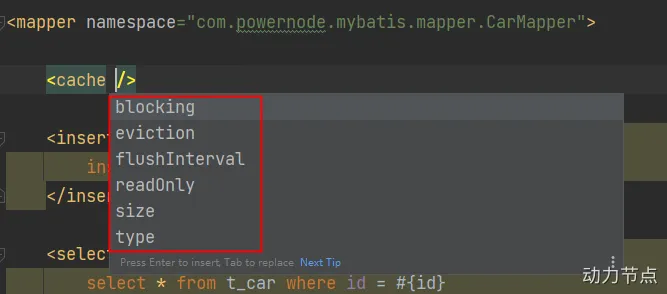 <mapper namespace="com.powernode.mybatis.mapper.CarMapper">
<cache />
blocking
eviction
<insert
flushInterval
in
readOnly
</inser
size
type
<select
Press Enter to insert, Tab to replace Next Tip
select * from t_car where id = #{id}
动力节点